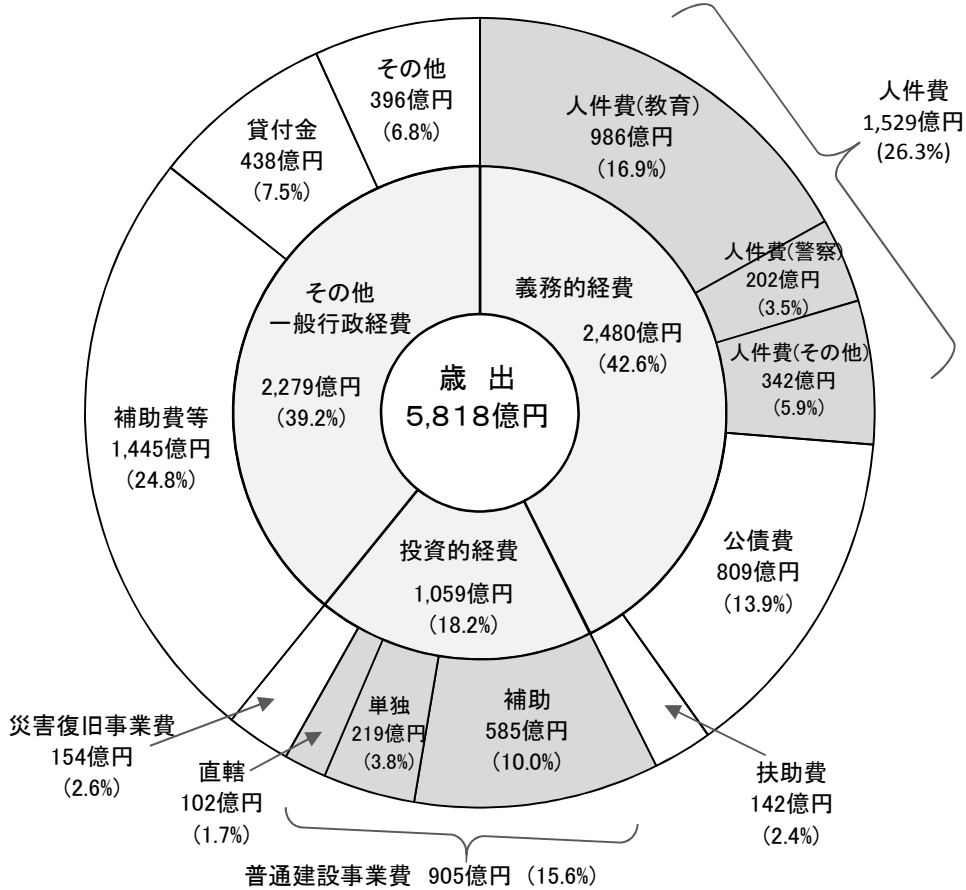 歳 出
5,818億円
義務的経費
2,480億円
(42.6%)
投資的経費
1,059億円
(18.2%)
その他
一般行政経費
2,279億円
(39.2%)
人件費(教育)
986億円
(16.9%)
人件費(警察)
202億円
(3.5%)
人件費(その他)
342億円
(5.9%)
人件費
1,529億円
(26.3%)
公債費
809億円
(13.9%)
扶助費
142億円
(2.4%)
補助
585億円
(10.0%)
単独
219億円
(3.8%)
直轄
102億円
(1.7%)
普通建設事業費 905億円 (15.6%)
災害復旧事業費
154億円
(2.6%)
補助費等
1,445億円
(24.8%)
貸付金
438億円
(7.5%)
その他
396億円
(6.8%)